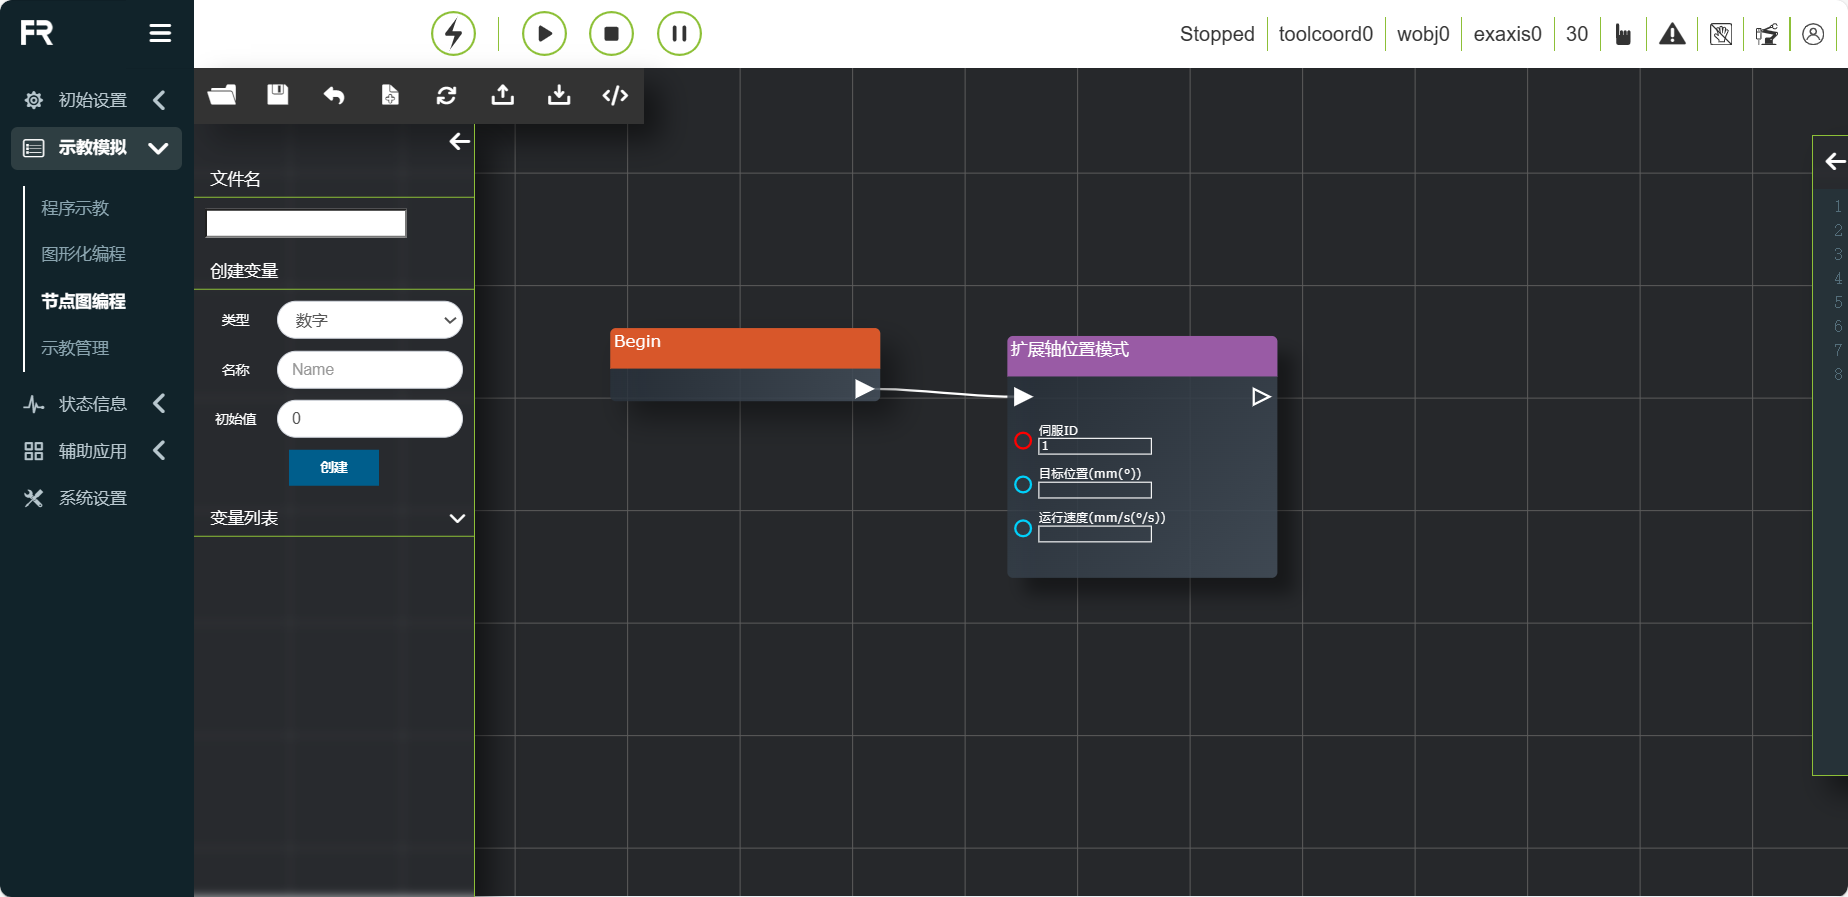 FR
Stopped
toolcoord0
wobj0
exaxis0
30
初始设置
示教模拟
程序示教
图形化编程
节点图编程
示教管理
状态信息
辅助应用
系统设置
文件名
创建变量
类型
数字
名称
Name
初始值
0
创建
变量列表
Begin
扩展轴位置模式
伺服ID
1
目标位置(mm(°))
运行速度(mm/s(°/s))
1
2
3
4
5
6
7
8